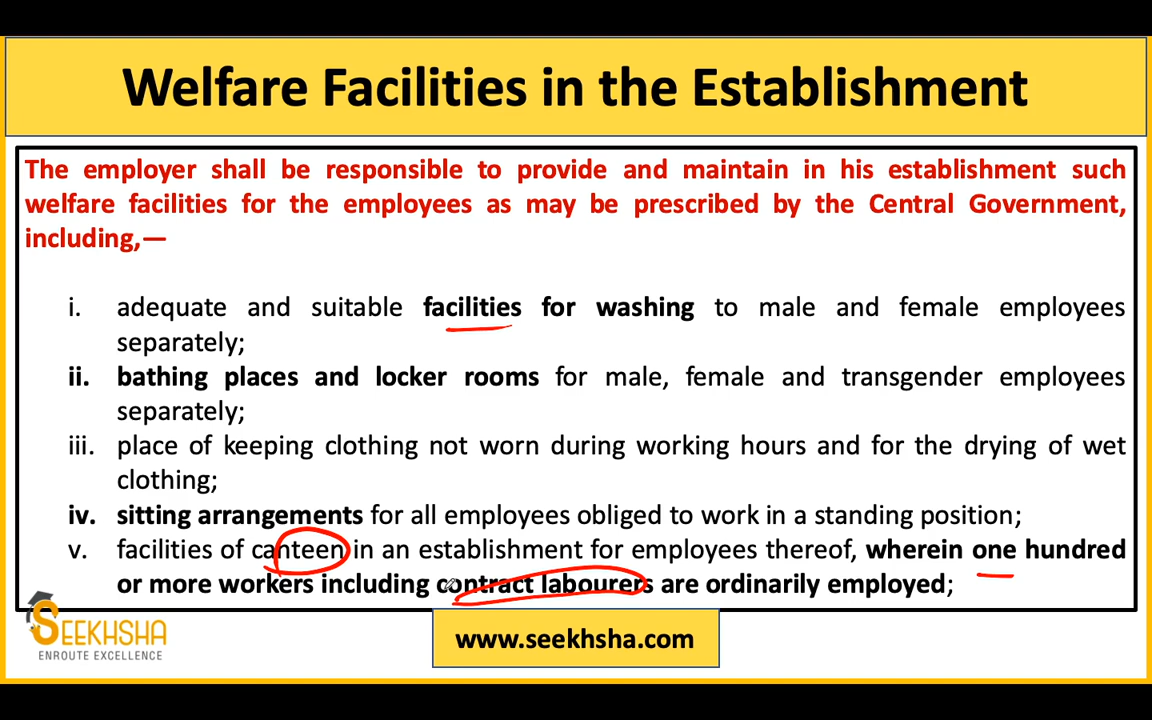 Welfare Facilities in the Establishment
The employer shall be responsible to provide and maintain in his establishment such
welfare facilities for the employees as may be prescribed by the Central Government,
including,—
i. adequate and suitable facilities for washing to male and female employees
separately;
ii. bathing places and locker rooms for male, female and transgender employees
separately;
iii. place of keeping clothing not worn during working hours and for the drying of wet
clothing;
iv. sitting arrangements for all employees obliged to work in a standing position;
v. facilities of canteen in an establishment for employees thereof, wherein one hundred
or more workers including contract labourers are ordinarily employed;
SEEKHSHA
ENROUTE EXCELLENCE
www.seekhsha.com